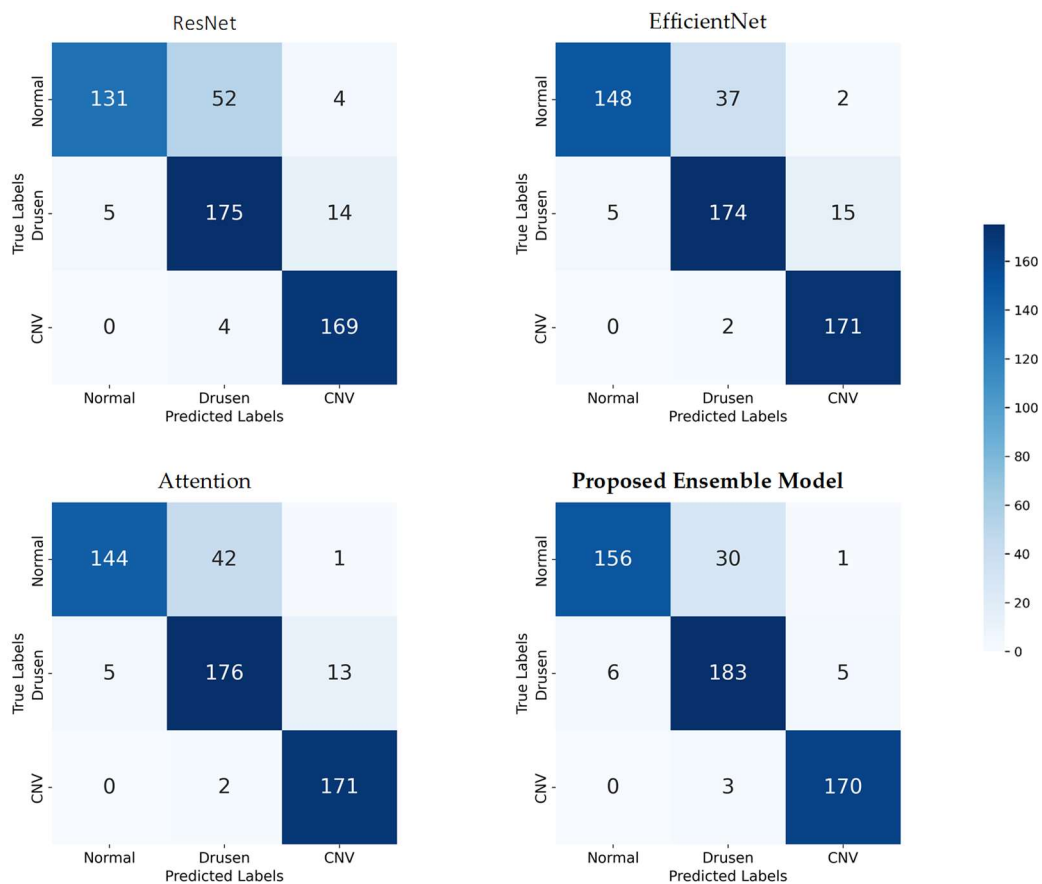 ResNet
Normal 131 52 4
True Labels
Drusen 5 175 14
CNV 0 4 169
Normal Drusen CNV
Predicted Labels
EfficientNet
Normal 148 37 2
True Labels
Drusen 5 174 15
CNV 0 2 171
Normal Drusen CNV
Predicted Labels
160
140
120
100
80
60
40
20
0
Attention
Normal 144 42 1
True Labels
Drusen 5 176 13
CNV 0 2 171
Normal Drusen CNV
Predicted Labels
Proposed Ensemble Model
Normal 156 30 1
True Labels
Drusen 6 183 5
CNV 0 3 170
Normal Drusen CNV
Predicted Labels